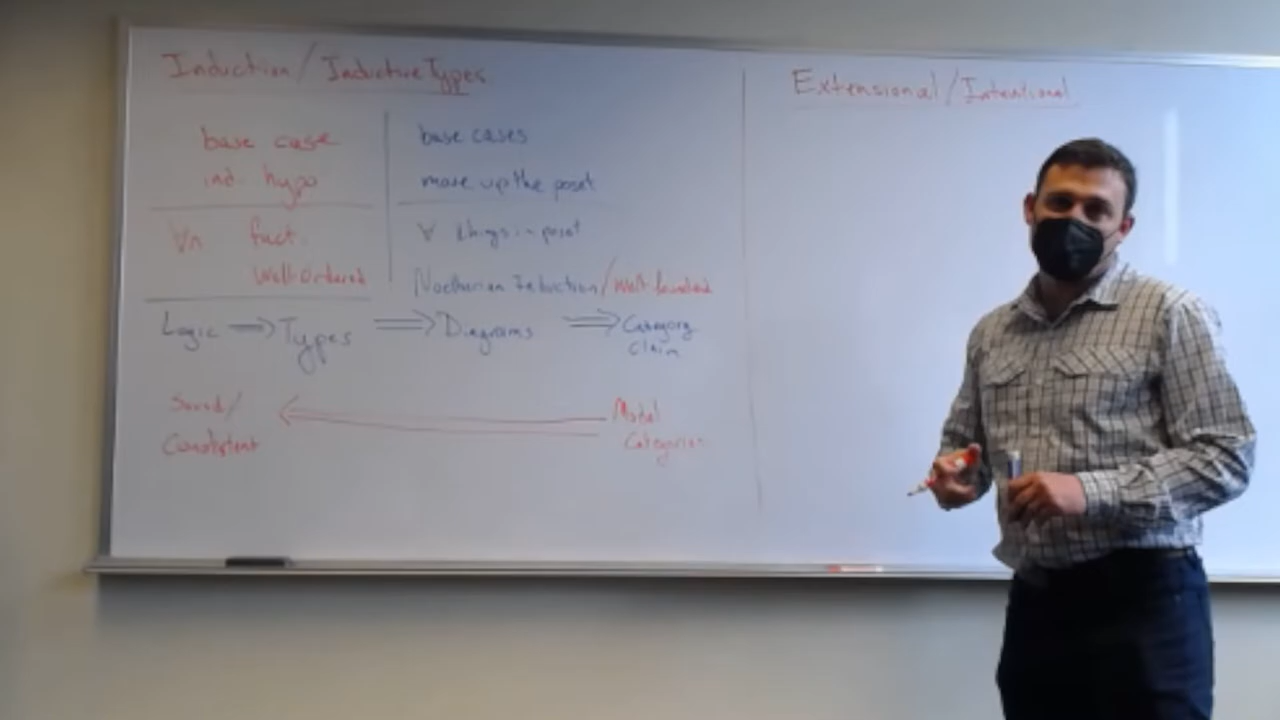 Induction/Inductive Types
base case
ind. hypo
∀n fact.
Well-Ordered
base cases
move up the poset
∀ things in poset
Noetherian Induction/Well-founded
Logic ⟹ Types ⟹ Diagrams ⟹ Category
claim
Sound/
Consistent
Model
Categories
Extensional/Intentional